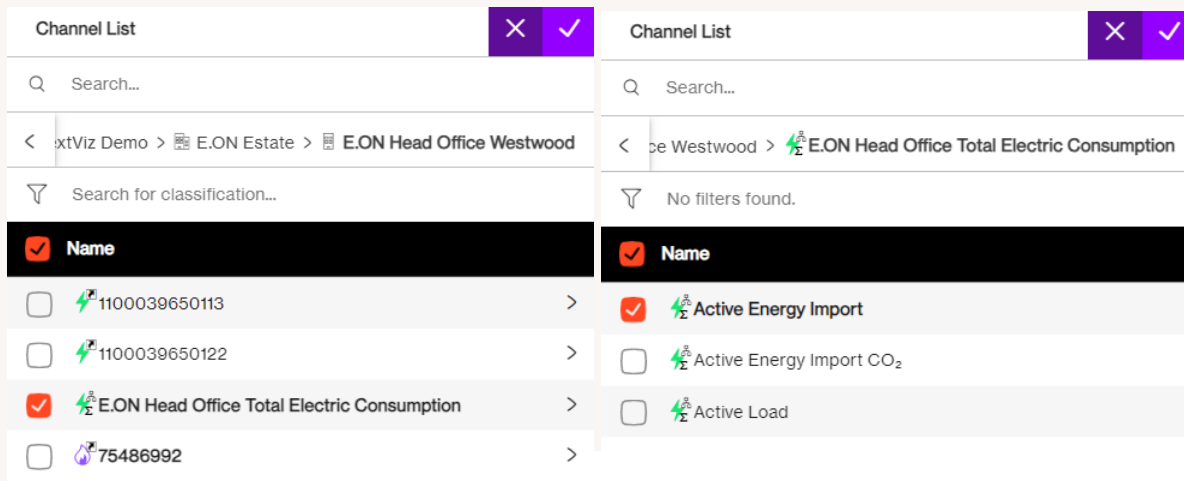 Channel List
Search...
extViz Demo > E.ON Estate > E.ON Head Office Westwood
Search for classification...
Name
1100039650113
1100039650122
E.ON Head Office Total Electric Consumption
75486992
Channel List
Search...
ce Westwood > E.ON Head Office Total Electric Consumption
No filters found.
Name
Active Energy Import
Active Energy Import CO₂
Active Load